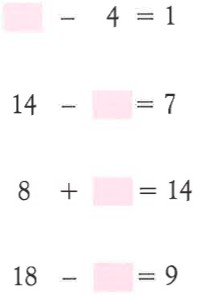 − 4 = 1
14 − = 7
8 + = 14
18 − = 9